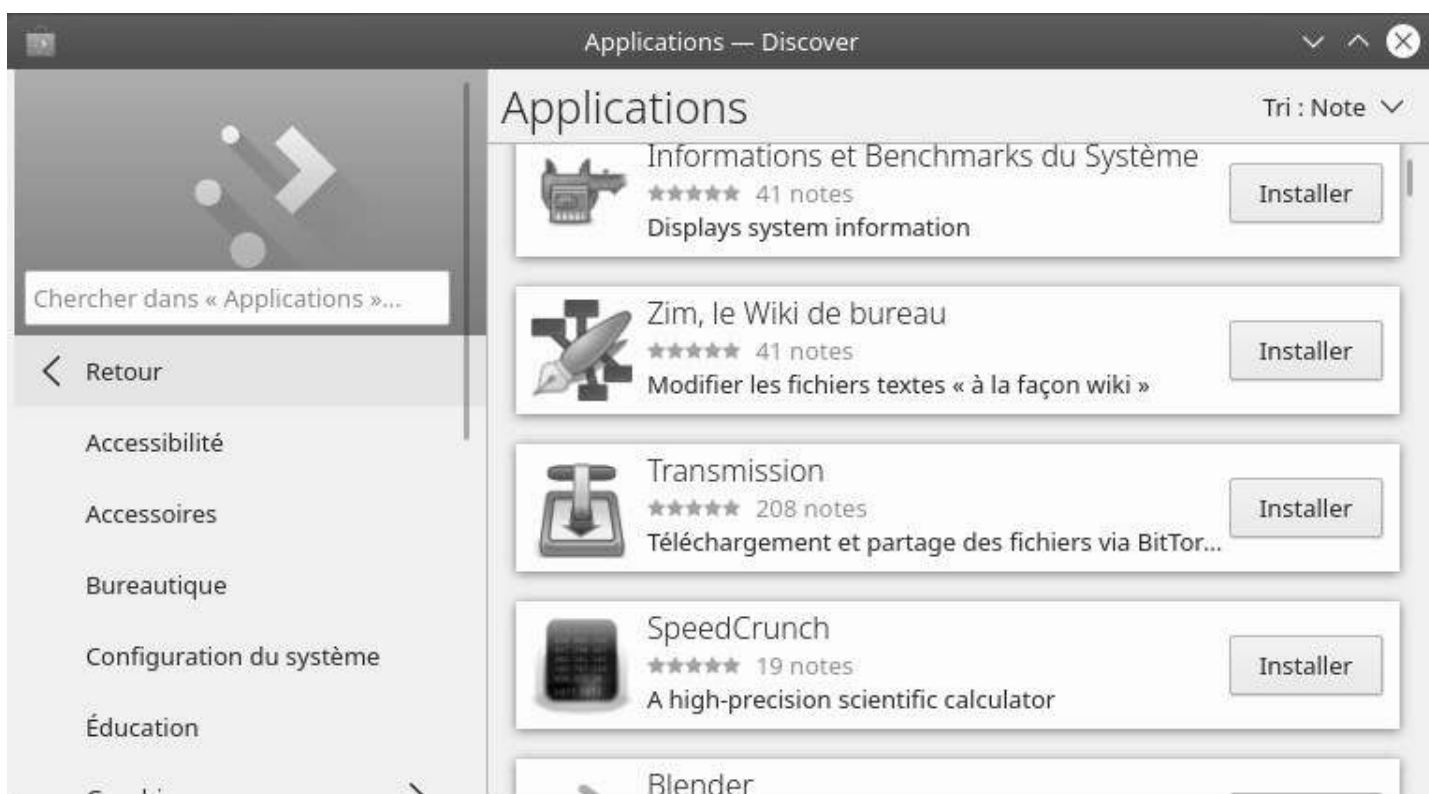 Applications — Discover
Applications
Tri : Note
Chercher dans « Applications »...
Retour
Accessibilité
Accessoires
Bureautique
Configuration du système
Éducation
Informations et Benchmarks du Système
41 notes
Displays system information
Installer
Zim, le Wiki de bureau
41 notes
Modifier les fichiers textes « à la façon wiki »
Installer
Transmission
208 notes
Téléchargement et partage des fichiers via BitTor...
Installer
SpeedCrunch
19 notes
A high-precision scientific calculator
Installer
Blender